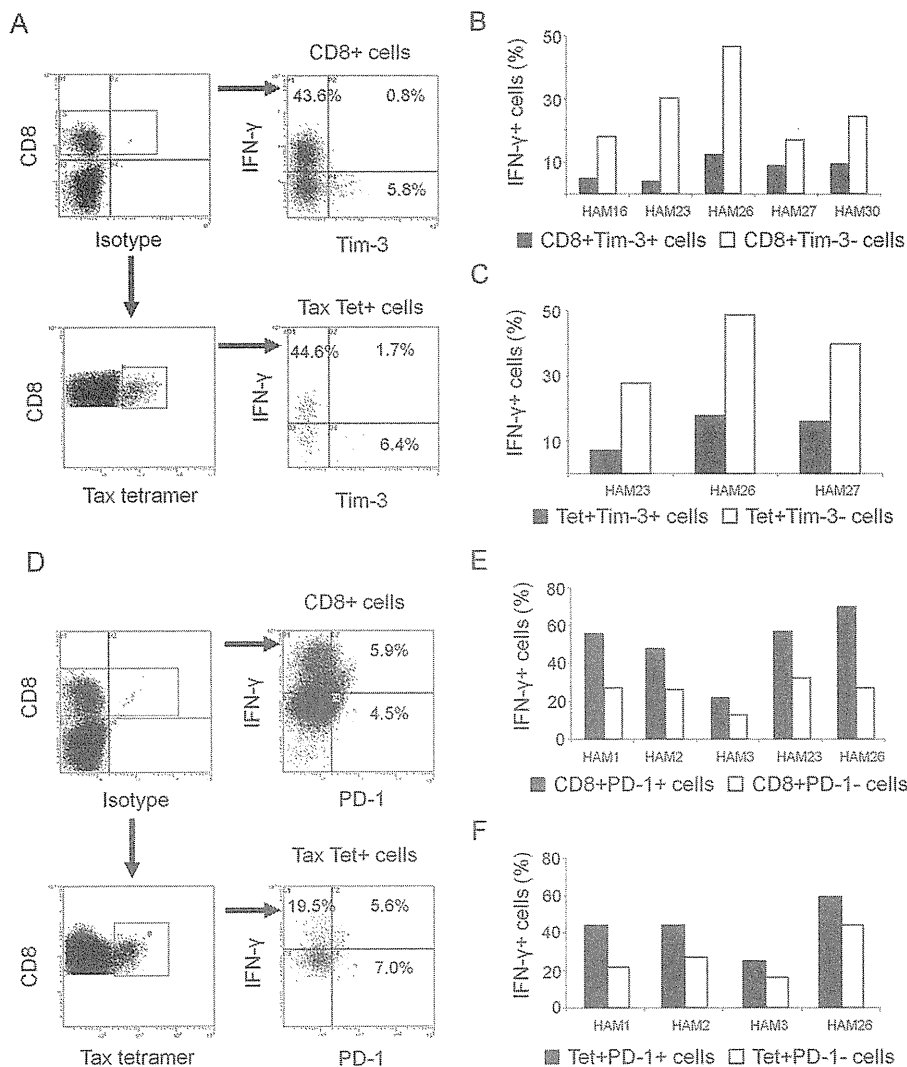 A
CD8+ cells
CD8
Isotype
IFN-γ
43.6%
0.8%
5.8%
Tim-3
Tax Tet+ cells
CD8
Tax tetramer
IFN-γ
44.6%
1.7%
6.4%
Tim-3
B
IFN-γ+ cells (%)
50
30
10
HAM16 HAM23 HAM26 HAM27 HAM30
CD8+Tim-3+ cells CD8+Tim-3- cells
C
IFN-γ+ cells (%)
50
30
10
HAM23 HAM26 HAM27
Tet+Tim-3+ cells Tet+Tim-3- cells
D
CD8+ cells
CD8
Isotype
IFN-γ
5.9%
4.5%
PD-1
Tax Tet+ cells
CD8
Tax tetramer
IFN-γ
19.5%
5.6%
7.0%
PD-1
E
IFN-γ+ cells (%)
80
60
40
20
0
HAM1 HAM2 HAM3 HAM23 HAM26
CD8+PD-1+ cells CD8+PD-1- cells
F
IFN-γ+ cells (%)
80
60
40
20
0
HAM1 HAM2 HAM3 HAM26
Tet+PD-1+ cells Tet+PD-1- cells